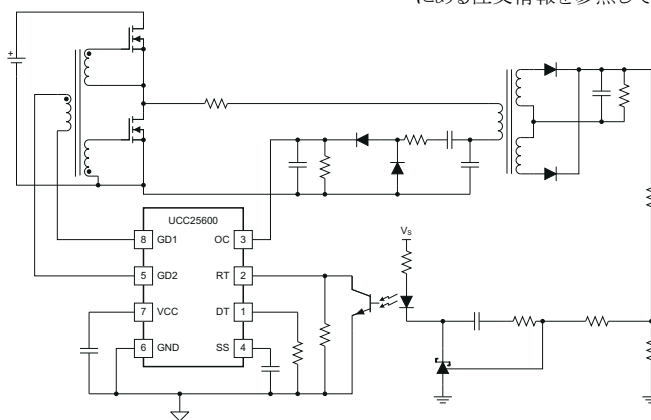 にある注文情報を参照して
UCC25600
8 GD1 OC 3
5 GD2 RT 2
7 VCC DT 1
6 GND SS 4
VS
+